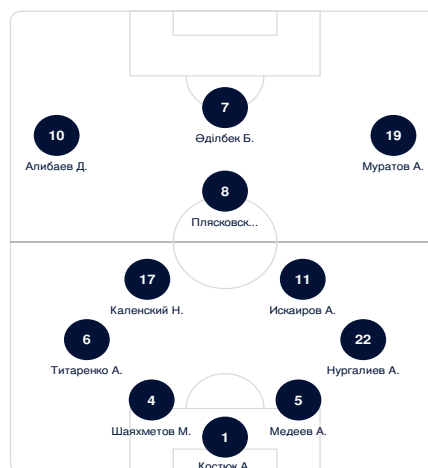 7
Әділбек Б.
10
Алибаев Д.
19
Муратов А.
8
Плясковск...
17
Каленский Н.
11
Искаиров А.
6
Титаренко А.
22
Нургалиев А.
4
Шаяхметов М.
5
Медеев А.
1
Костюк А.